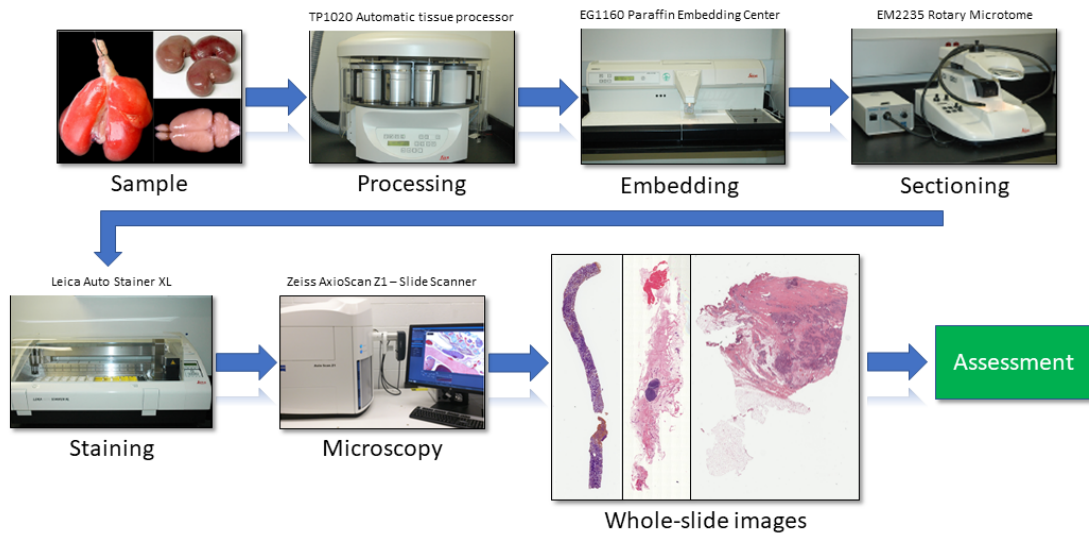 TP1020 Automatic tissue processor
EG1160 Paraffin Embedding Center
EM2235 Rotary Microtome
Sample
Processing
Embedding
Sectioning
Leica Auto Stainer XL
Zeiss AxioScan Z1 – Slide Scanner
Assessment
Staining
Microscopy
Whole-slide images